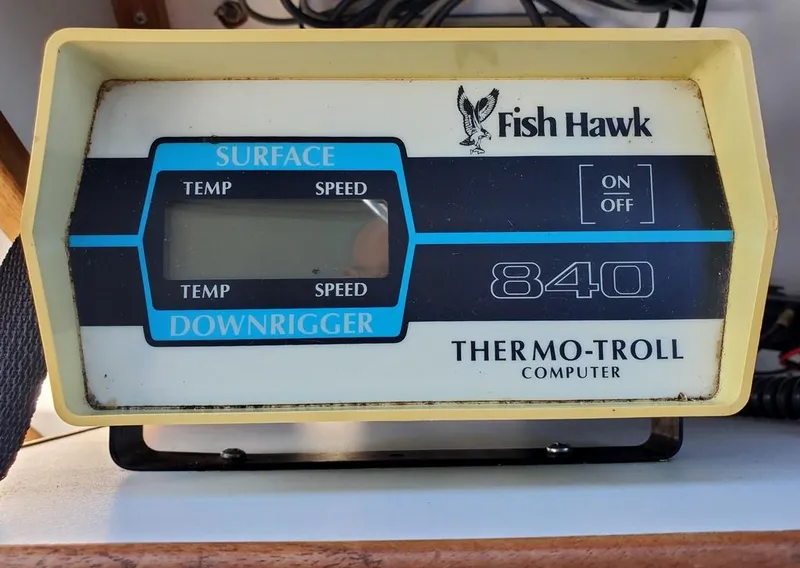 Fish Hawk
SURFACE
TEMP SPEED
ON
OFF
840
TEMP SPEED
DOWNRIGGER
THERMO-TROLL
COMPUTER